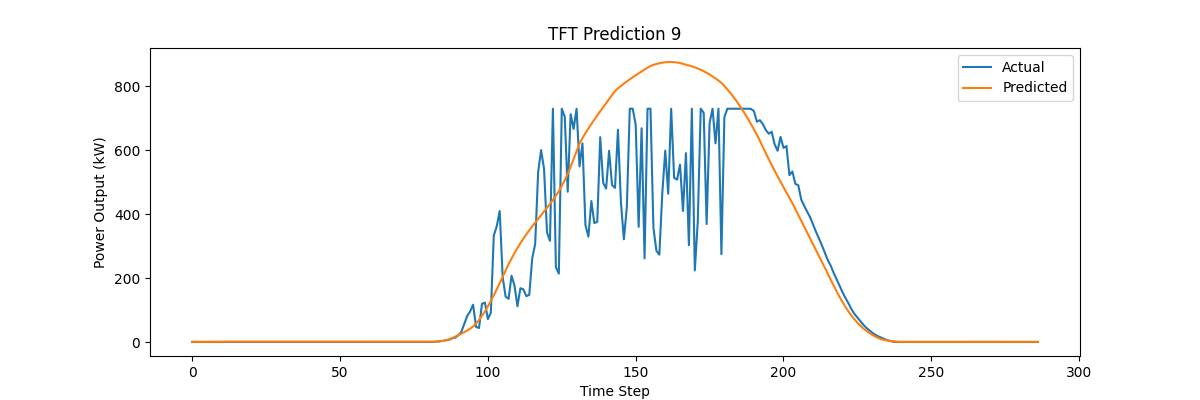 TFT Prediction 9
Actual
Predicted
Power Output (kW)
800
600
400
200
0
0 50 100 150 200 250 300
Time Step